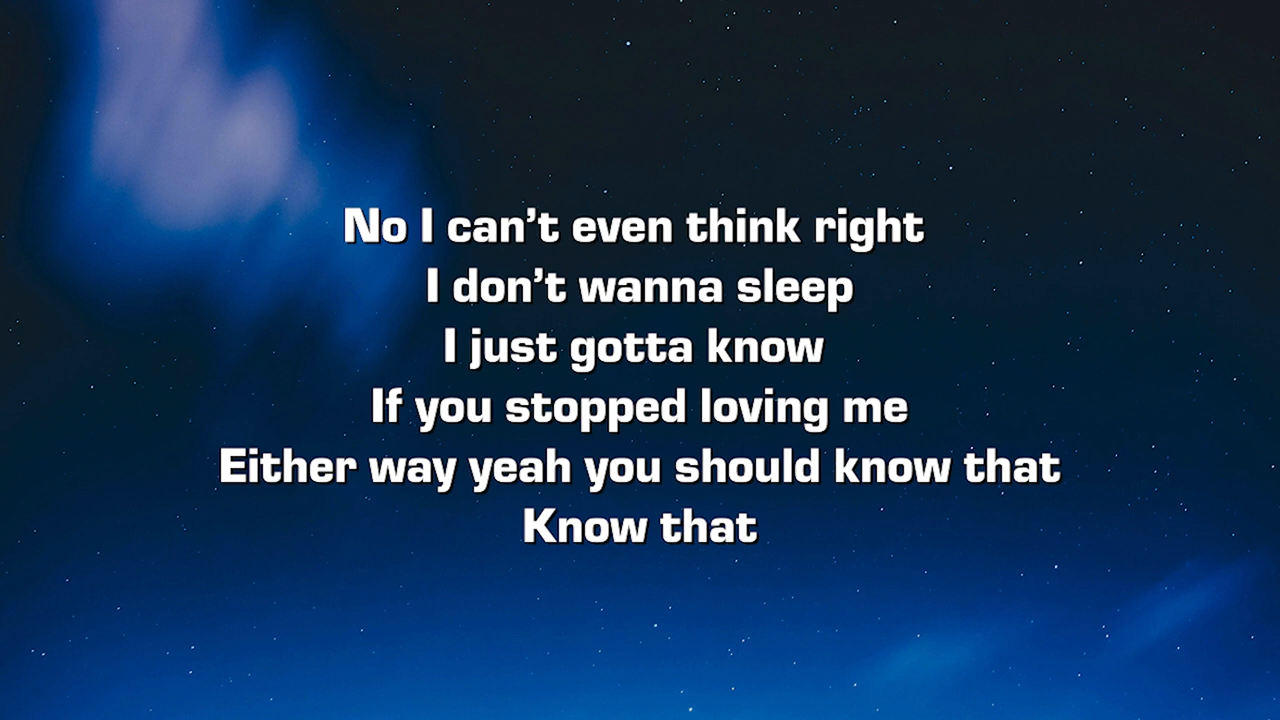 No I can’t even think right
I don’t wanna sleep
I just gotta know
If you stopped loving me
Either way yeah you should know that
Know that